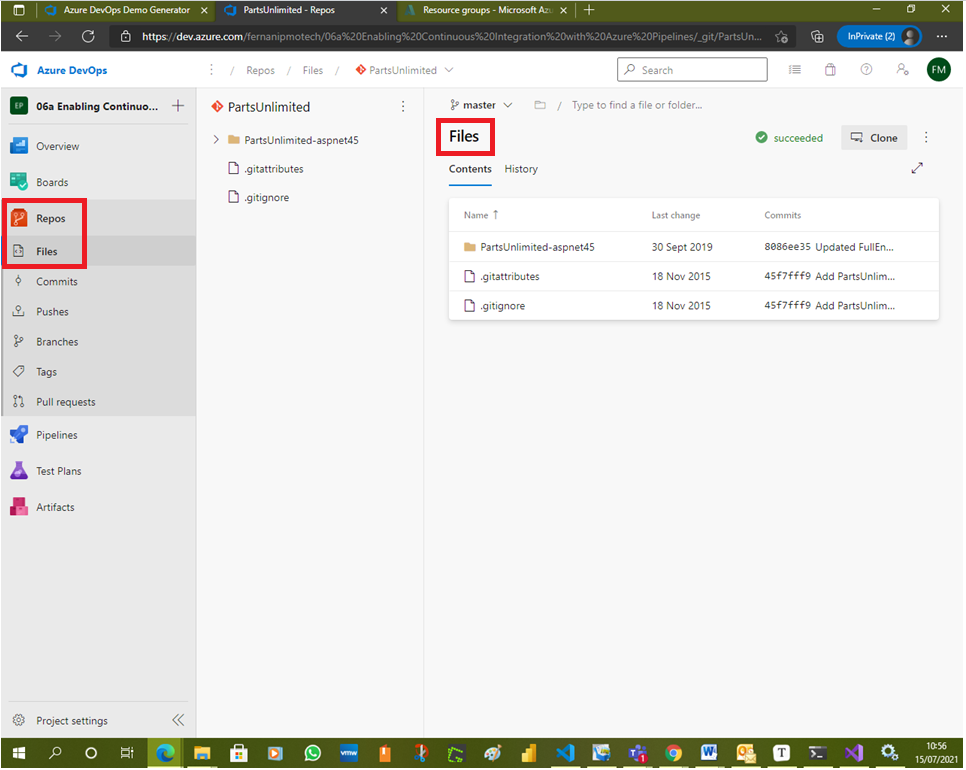 Azure DevOps Demo Generator
PartsUnlimited - Repos
Resource groups - Microsoft Azu
https://dev.azure.com/fernanipmotech/06a%20Enabling%20Continuous%20Integration%20with%20Azure%20Pipelines/_git/PartsUn...
InPrivate (2)
Azure DevOps
/ Repos / Files / PartsUnlimited
Search
FM
EP
06a Enabling Continuo...
Overview
Boards
Repos
Files
Commits
Pushes
Branches
Tags
Pull requests
Pipelines
Test Plans
Artifacts
Project settings
PartsUnlimited
PartsUnlimited-aspnet45
.gitattributes
.gitignore
master
/ Type to find a file or folder...
Files
succeeded
Clone
Contents
History
Name ↑ Last change Commits
PartsUnlimited-aspnet45 30 Sept 2019 8086ee35 Updated FullEn...
.gitattributes 18 Nov 2015 45f7fff9 Add PartsUnlim...
.gitignore 18 Nov 2015 45f7fff9 Add PartsUnlim...
vmw
T
10:56
15/07/2021